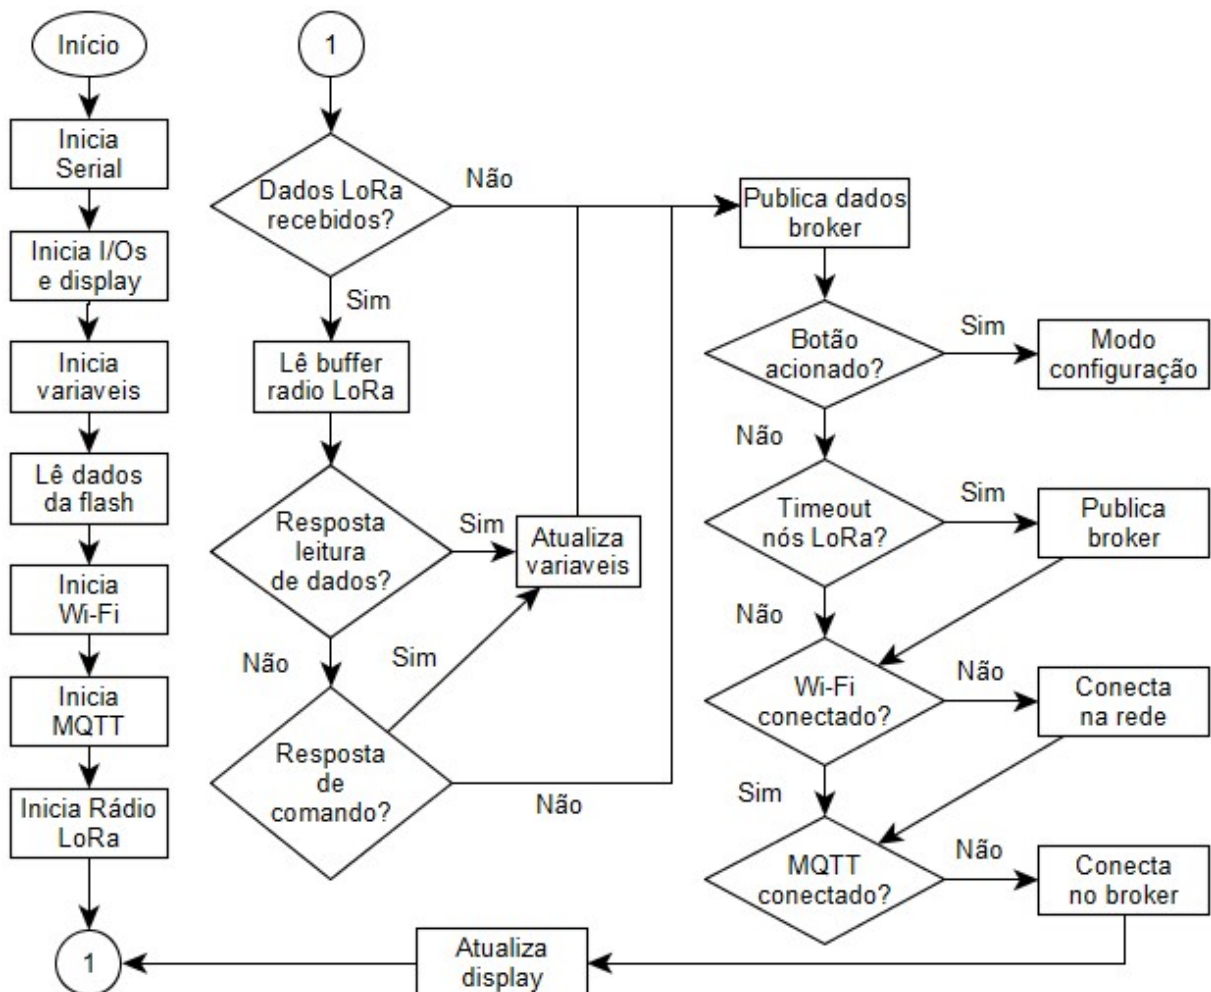 Início
Inicia
Serial
Inicia I/Os
e display
Inicia
variaveis
Lê dados
da flash
Inicia
Wi-Fi
Inicia
MQTT
Inicia Rádio
LoRa
1
1
Dados LoRa
recebidos?
Não
Sim
Lê buffer
radio LoRa
Resposta
leitura
de dados?
Sim
Atualiza
variaveis
Não
Sim
Resposta
de
comando?
Não
Publica dados
broker
Botão
acionado?
Sim
Modo
configuração
Não
Timeout
nós LoRa?
Sim
Publica
broker
Não
Wi-Fi
conectado?
Não
Conecta
na rede
Sim
MQTT
conectado?
Não
Conecta
no broker
Atualiza
display